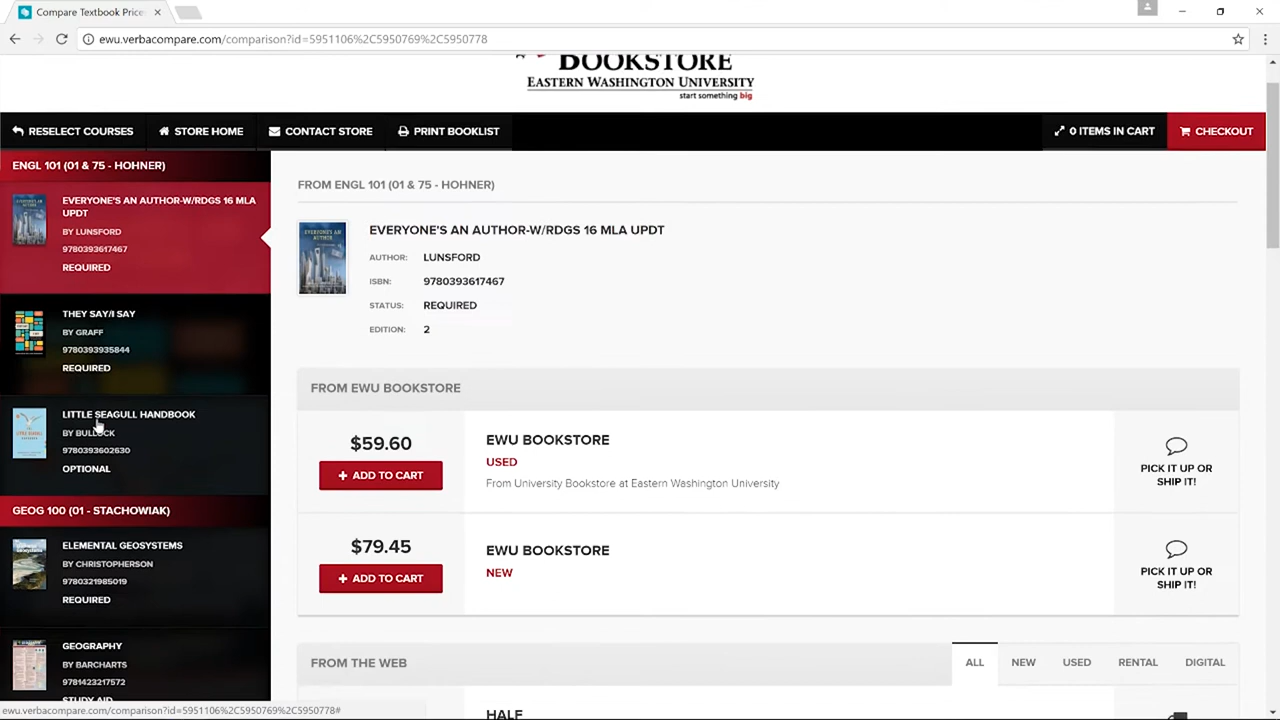 Compare Textbook Price
ewu.verbacompare.com/comparison?id=5951106%2C5950769%2C5950778
BOOKSTORE
EASTERN WASHINGTON UNIVERSITY
start something big
RESELECT COURSES STORE HOME CONTACT STORE PRINT BOOKLIST 0 ITEMS IN CART CHECKOUT
ENGL 101 (01 & 75 - HOHNER)
EVERYONE'S AN AUTHOR-W/RDGS 16 MLA
UPDT
BY LUNSFORD
9780393617467
REQUIRED
THEY SAY/I SAY
BY GRAFF
9780393935844
REQUIRED
LITTLE SEAGULL HANDBOOK
BY BULLOCK
9780393602630
OPTIONAL
GEOG 100 (01 - STACHOWIAK)
ELEMENTAL GEOSYSTEMS
BY CHRISTOPHERSON
9780321985019
REQUIRED
GEOGRAPHY
BY BARCHARTS
9781423217572
STUDY AID
FROM ENGL 101 (01 & 75 - HOHNER)
EVERYONE'S AN AUTHOR
EVERYONE'S AN AUTHOR-W/RDGS 16 MLA UPDT
AUTHOR: LUNSFORD
ISBN: 9780393617467
STATUS: REQUIRED
EDITION: 2
FROM EWU BOOKSTORE
$59.60
+ ADD TO CART
EWU BOOKSTORE
USED
From University Bookstore at Eastern Washington University
PICK IT UP OR
SHIP IT!
$79.45
+ ADD TO CART
EWU BOOKSTORE
NEW
PICK IT UP OR
SHIP IT!
FROM THE WEB ALL NEW USED RENTAL DIGITAL
HALF
ewu.verbacompare.com/comparison?id=5951106%2C5950769%2C5950778#